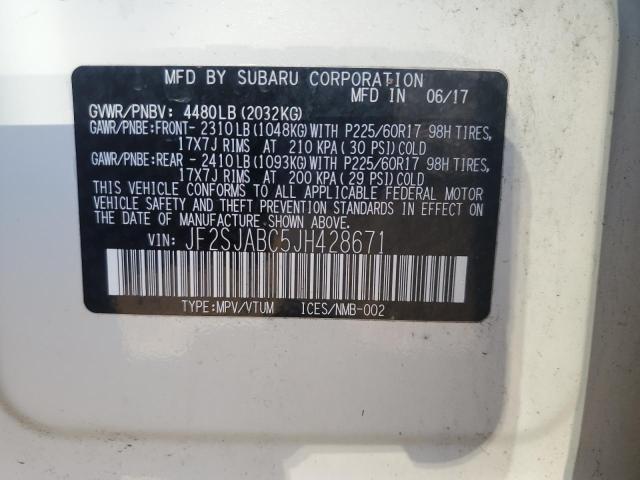 MFD BY SUBARU CORPORATION
MFD IN 06/17
GVWR/PNBV: 4480LB (2032KG)
GAWR/PNBE:FRONT- 2310LB (1048KG) WITH P225/60R17 98H TIRES,
17X7J RIMS AT 210 KPA ( 30 PSI) COLD
GAWR/PNBE:REAR - 2410LB (1093KG) WITH P225/60R17 98H TIRES,
17X7J RIMS AT 200 KPA ( 29 PSI) COLD
THIS VEHICLE CONFORMS TO ALL APPLICABLE FEDERAL MOTOR
VEHICLE SAFETY AND THEFT PREVENTION STANDARDS IN EFFECT ON
THE DATE OF MANUFACTURE SHOWN ABOVE.
VIN: JF2SJABC5JH428671
TYPE:MPV/VTUM ICES/NMB-002